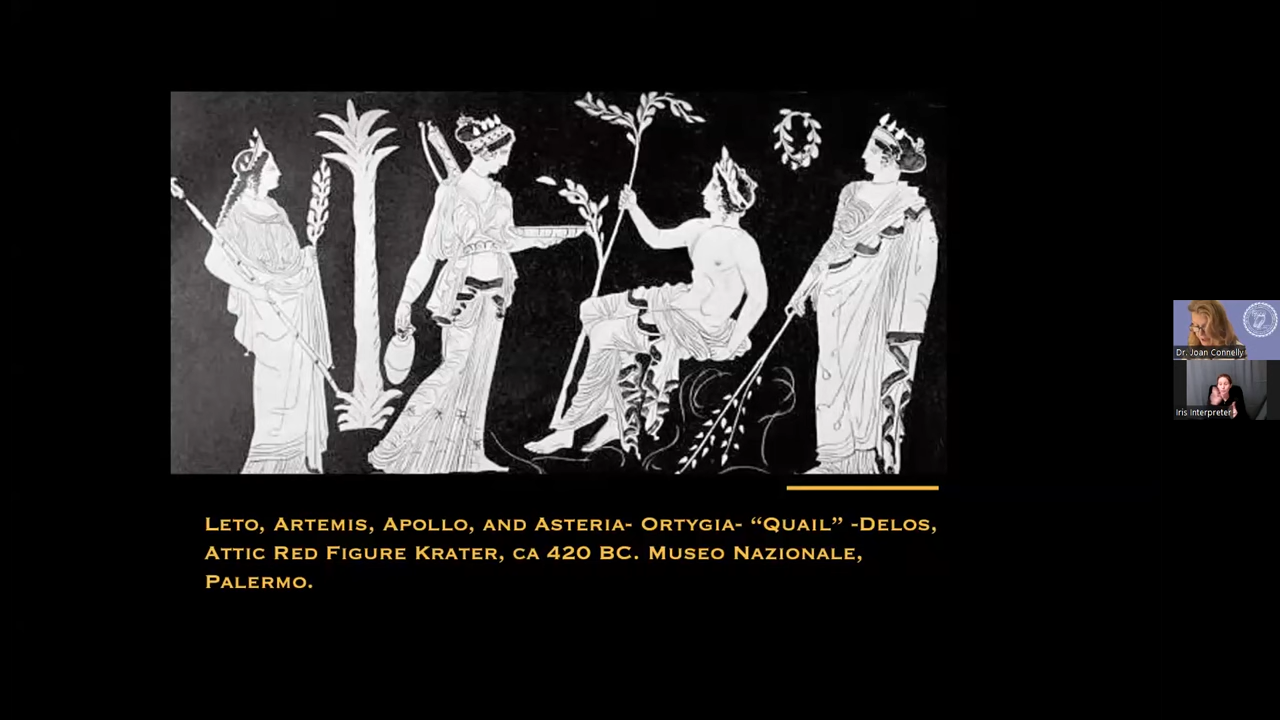 Leto, Artemis, Apollo, and Asteria- Ortygia- “Quail” -Delos,
Attic Red Figure Krater, ca 420 BC. Museo Nazionale,
Palermo.
Dr. Joan Connelly
Iris Interpreter